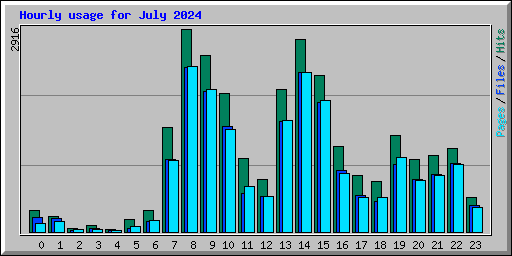 Hourly usage for July 2024
2916
Pages / Files / Hits
0 1 2 3 4 5 6 7 8 9 10 11 12 13 14 15 16 17 18 19 20 21 22 23